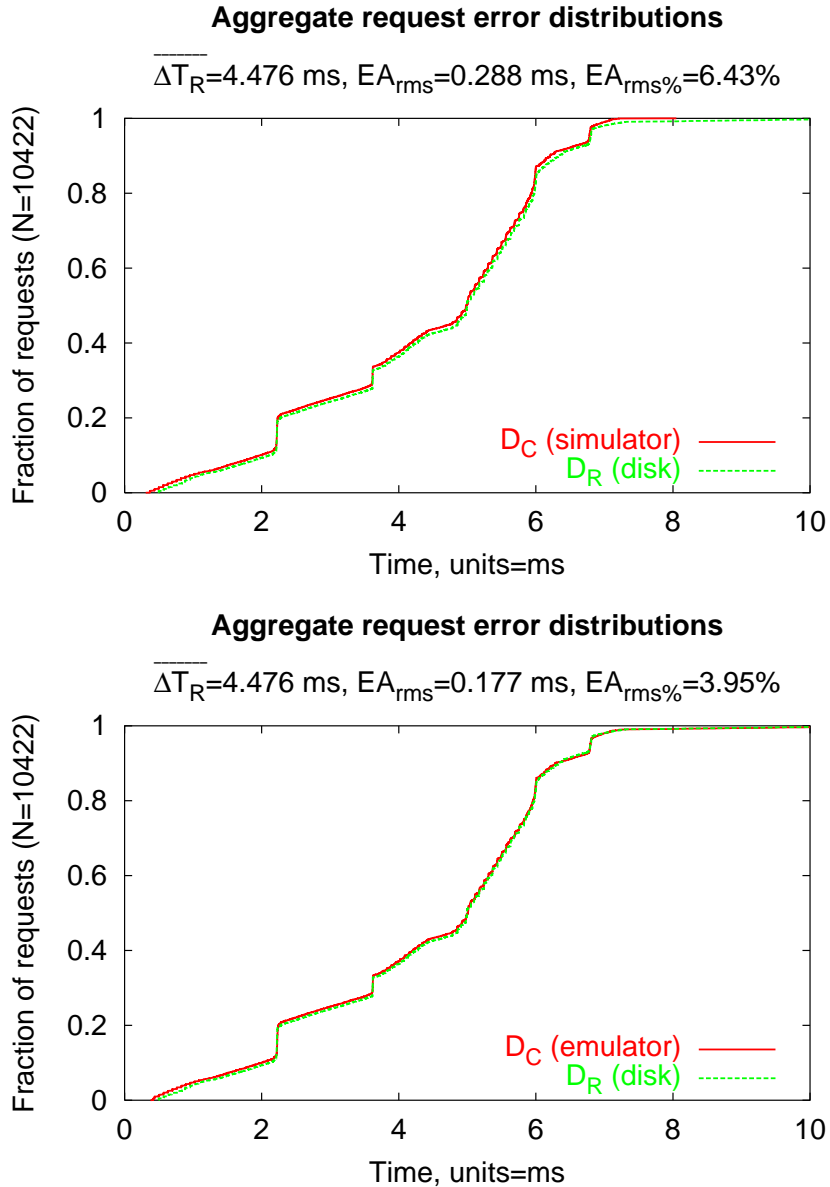 Aggregate request error distributions
ΔT_R=4.476 ms, EA_rms=0.288 ms, EA_rms%=6.43%
1
0.8
0.6
0.4
0.2
0
Fraction of requests (N=10422)
D_C (simulator)
D_R (disk)
0 2 4 6 8 10
Time, units=ms
Aggregate request error distributions
ΔT_R=4.476 ms, EA_rms=0.177 ms, EA_rms%=3.95%
1
0.8
0.6
0.4
0.2
0
Fraction of requests (N=10422)
D_C (emulator)
D_R (disk)
0 2 4 6 8 10
Time, units=ms